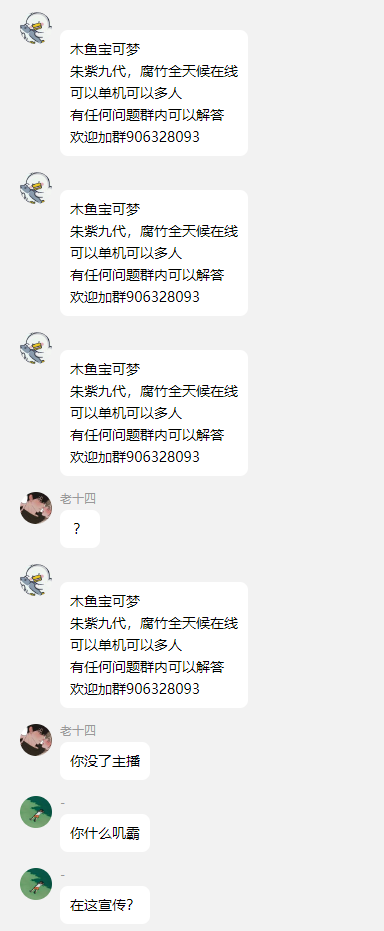 木鱼宝可梦
朱紫九代，腐竹全天候在线
可以单机可以多人
有任何问题群内可以解答
欢迎加群906328093
木鱼宝可梦
朱紫九代，腐竹全天候在线
可以单机可以多人
有任何问题群内可以解答
欢迎加群906328093
木鱼宝可梦
朱紫九代，腐竹全天候在线
可以单机可以多人
有任何问题群内可以解答
欢迎加群906328093
老十四
？
木鱼宝可梦
朱紫九代，腐竹全天候在线
可以单机可以多人
有任何问题群内可以解答
欢迎加群906328093
老十四
你没了主播
-
你什么叽霸
-
在这宣传？